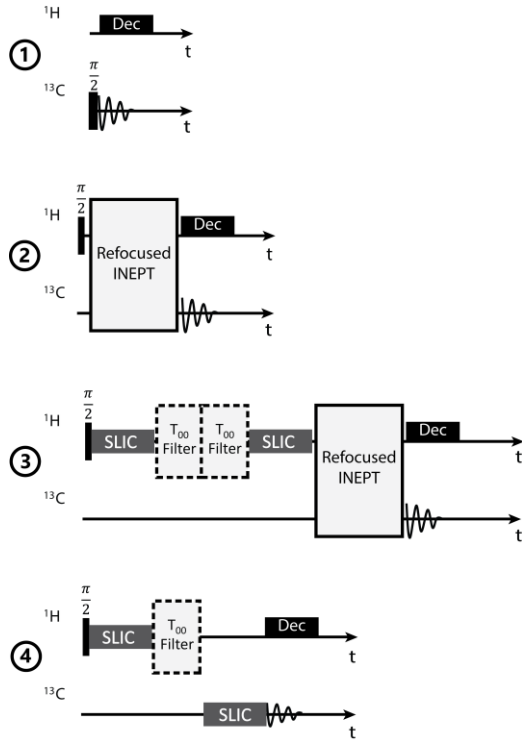 ¹H
Dec
t
①
π
2
¹³C
t
π
2
¹H
Dec
②
Refocused
INEPT
t
¹³C
t
π
2
¹H
SLIC
T₀₀
Filter
T₀₀
Filter
SLIC
Dec
③
Refocused
INEPT
t
¹³C
t
π
2
¹H
SLIC
T₀₀
Filter
Dec
④
t
¹³C
SLIC
t